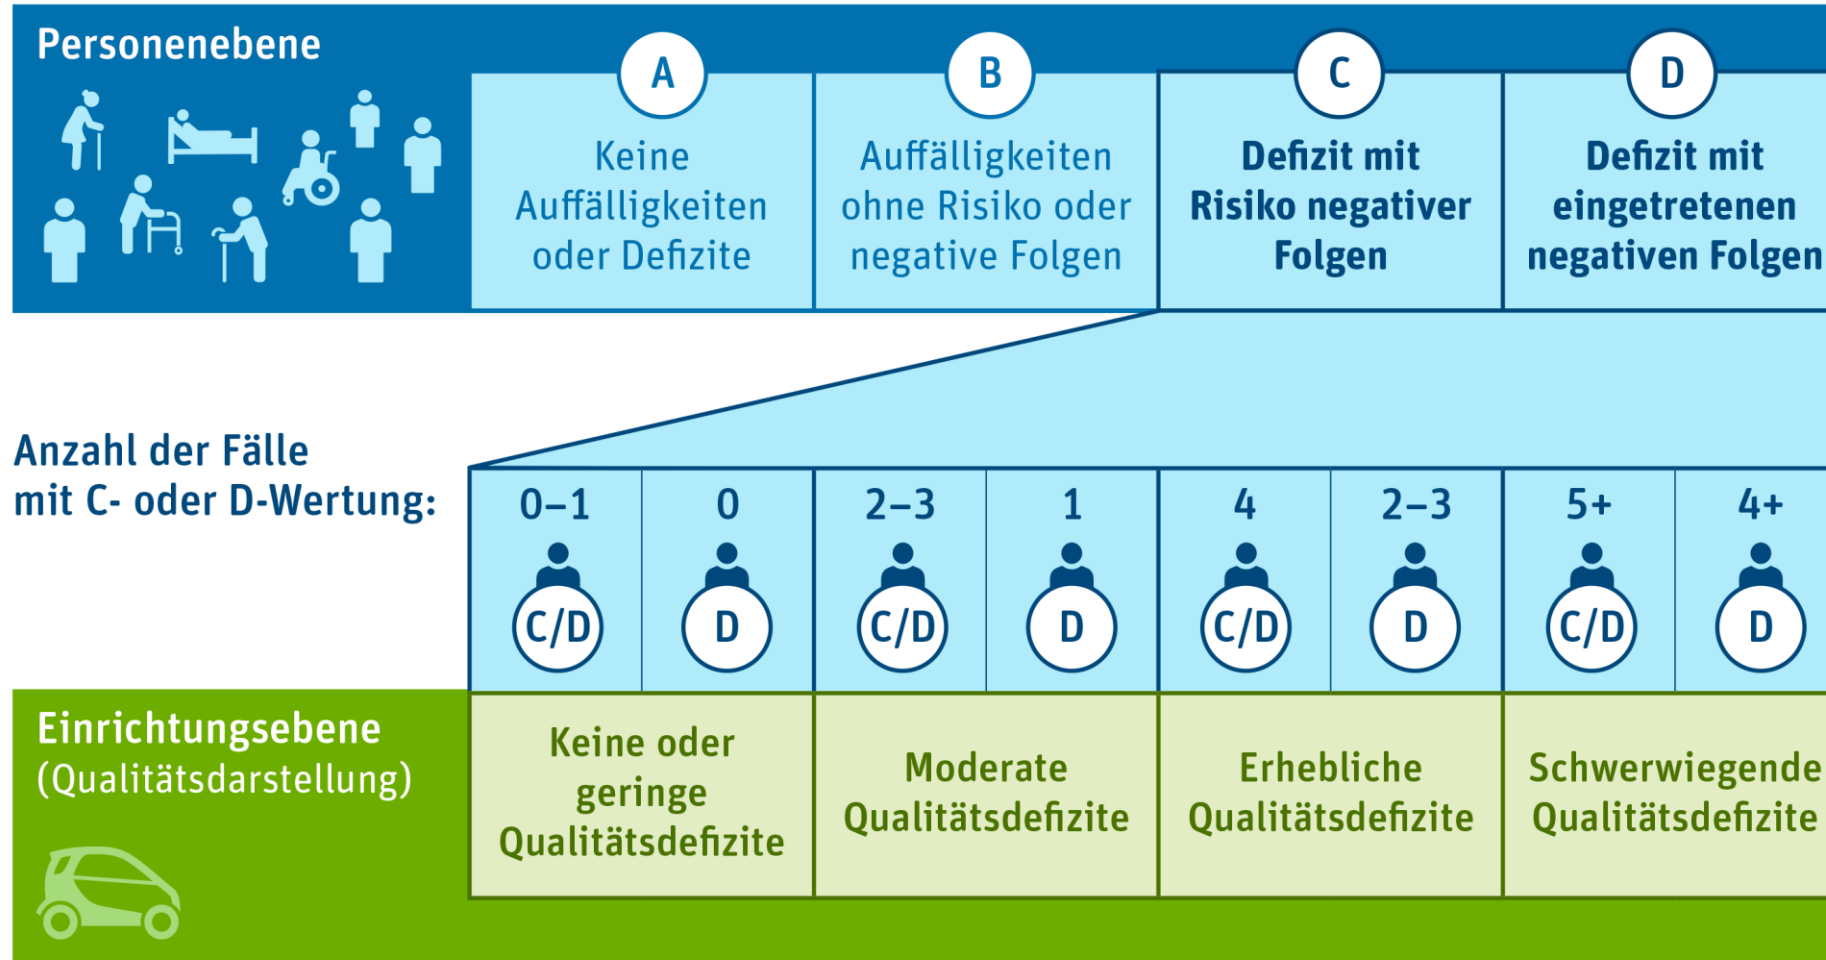 Personenebene
A
Keine
Auffälligkeiten
oder Defizite
B
Auffälligkeiten
ohne Risiko oder
negative Folgen
C
Defizit mit
Risiko negativer
Folgen
D
Defizit mit
eingetretenen
negativen Folgen
Anzahl der Fälle
mit C- oder D-Wertung:
0–1
C/D
0
D
2–3
C/D
1
D
4
C/D
2–3
D
5+
C/D
4+
D
Einrichtungsebene
(Qualitätsdarstellung)
Keine oder
geringe
Qualitätsdefizite
Moderate
Qualitätsdefizite
Erhebliche
Qualitätsdefizite
Schwerwiegende
Qualitätsdefizite